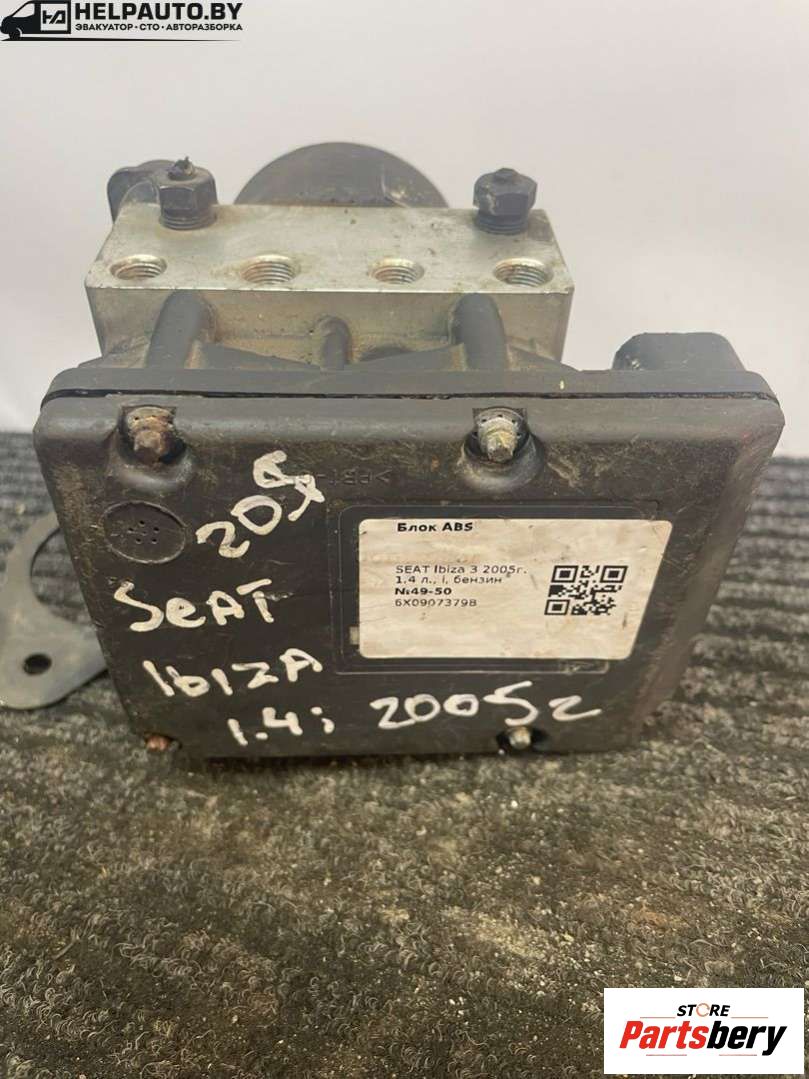 HELPAUTO.BY
ЭВАКУАТОР • СТО • АВТОРАЗБОРКА
205
Блок ABS
SEAT Ibiza 3 2005г.
1.4 л., i, бензин
№49-50
6X0907379B
SEAT
IbIZA
1.4i 2005г
STORE
Partsbery